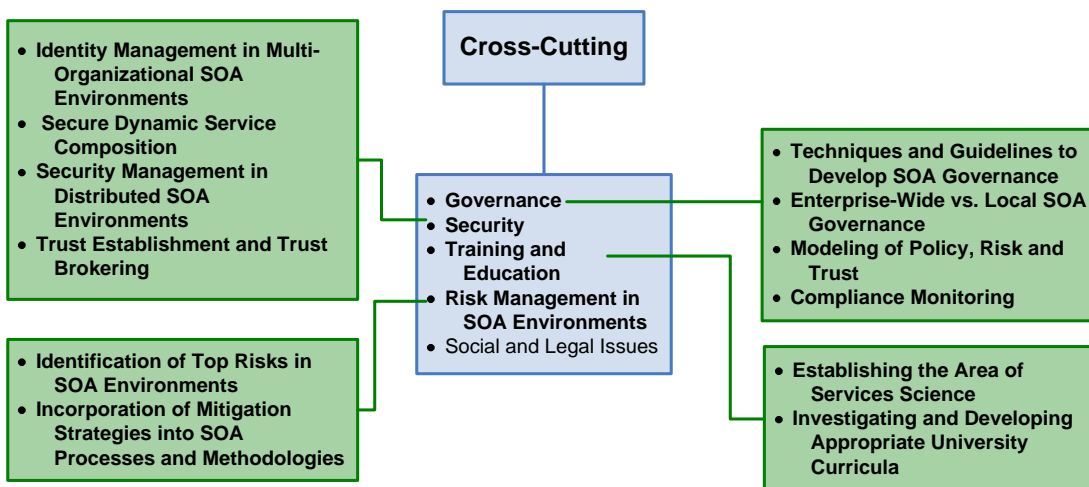 Cross-Cutting
• Identity Management in Multi-
Organizational SOA
Environments
• Secure Dynamic Service
Composition
• Security Management in
Distributed SOA
Environments
• Trust Establishment and Trust
Brokering
• Governance
• Security
• Training and
Education
• Risk Management in
SOA Environments
• Social and Legal Issues
• Techniques and Guidelines to
Develop SOA Governance
• Enterprise-Wide vs. Local SOA
Governance
• Modeling of Policy, Risk and
Trust
• Compliance Monitoring
• Identification of Top Risks in
SOA Environments
• Incorporation of Mitigation
Strategies into SOA
Processes and Methodologies
• Establishing the Area of
Services Science
• Investigating and Developing
Appropriate University
Curricula